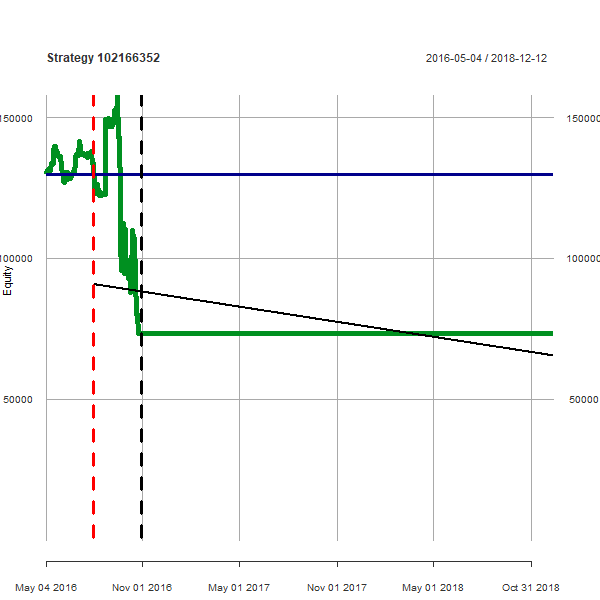 Strategy 102166352 2016-05-04 / 2018-12-12
150000 150000
100000 100000
Equity
50000 50000
May 04 2016 Nov 01 2016 May 01 2017 Nov 01 2017 May 01 2018 Oct 31 2018